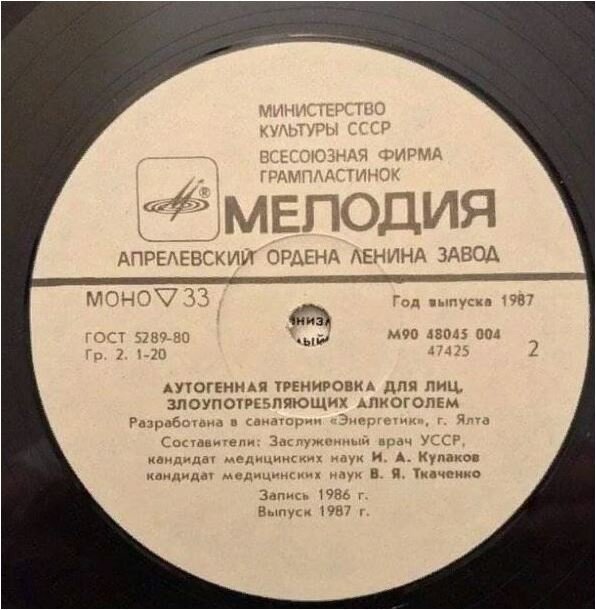 МИНИСТЕРСТВО
КУЛЬТУРЫ СССР
ВСЕСОЮЗНАЯ ФИРМА
ГРАМПЛАСТИНОК
®
МЕЛОДИЯ
АПРЕЛЕВСКИЙ ОРДЕНА ЛЕНИНА ЗАВОД
МОНО ▽ 33
Год выпуска 1987
ГОСТ 5289-80
Гр. 2. 1-20
М90 48045 004
47425
2
АУТОГЕННАЯ ТРЕНИРОВКА ДЛЯ ЛИЦ,
ЗЛОУПОТРЕБЛЯЮЩИХ АЛКОГОЛЕМ
Разработана в санатории «Энергетик», г. Ялта
Составители: Заслуженный врач УССР,
кандидат медицинских наук И. А. Кулаков
кандидат медицинских наук В. Я. Ткаченко
Запись 1986 г.
Выпуск 1987 г.